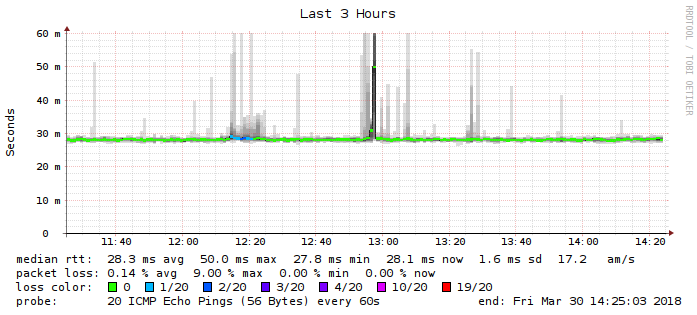 Last 3 Hours
RRDTOOL / TOBI OETIKER
Seconds
60 m
50 m
40 m
30 m
20 m
10 m
0
11:40 12:00 12:20 12:40 13:00 13:20 13:40 14:00 14:20
median rtt: 28.3 ms avg 50.0 ms max 27.8 ms min 28.1 ms now 1.6 ms sd 17.2 am/s
packet loss: 0.14 % avg 9.00 % max 0.00 % min 0.00 % now
loss color: 0 1/20 2/20 3/20 4/20 10/20 19/20
probe: 20 ICMP Echo Pings (56 Bytes) every 60s end: Fri Mar 30 14:25:03 2018